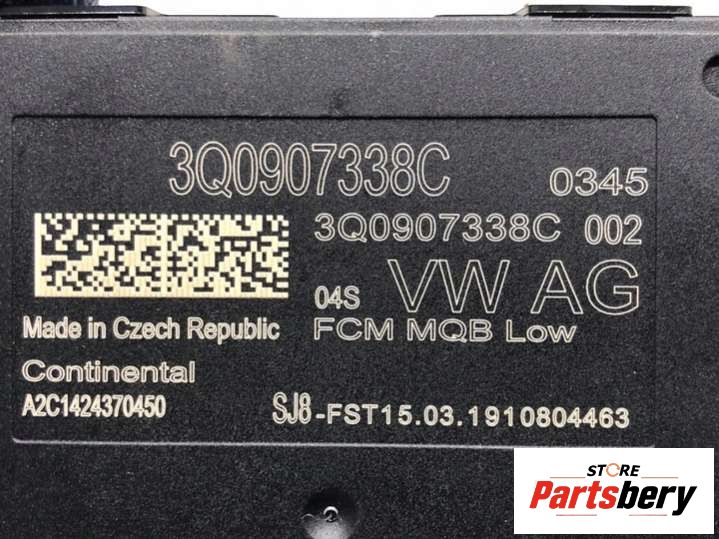 3Q0907338C 0345
3Q0907338C 002
04S VW AG
Made in Czech Republic FCM MQB Low
Continental
A2C1424370450 SJ8-FST15.03.1910804463
STORE
Partsbery